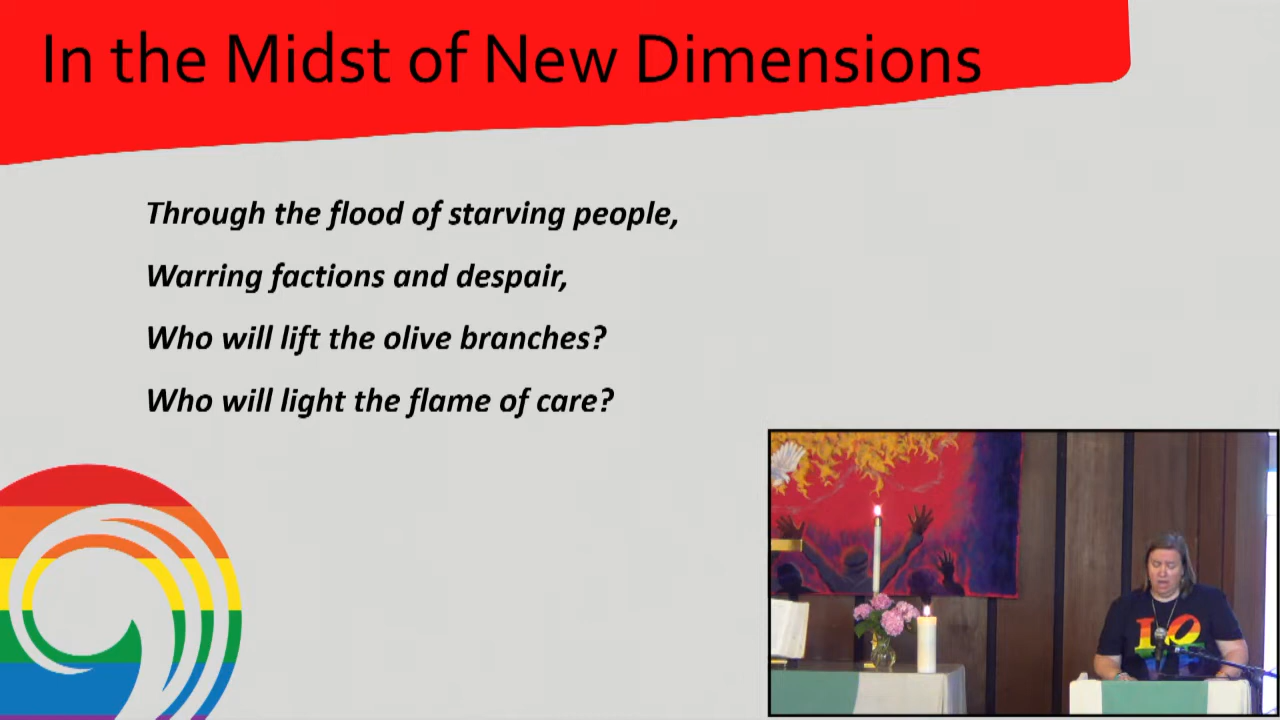 In the Midst of New Dimensions
Through the flood of starving people,
Warring factions and despair,
Who will lift the olive branches?
Who will light the flame of care?
LO